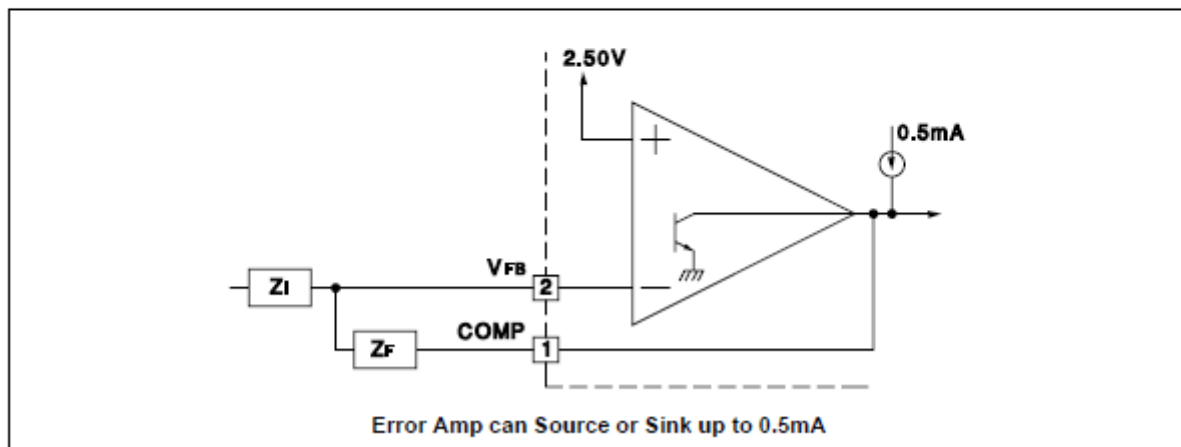 2.50V
0.5mA
+
VFB
ZI
2
−
COMP
ZF
1
Error Amp can Source or Sink up to 0.5mA